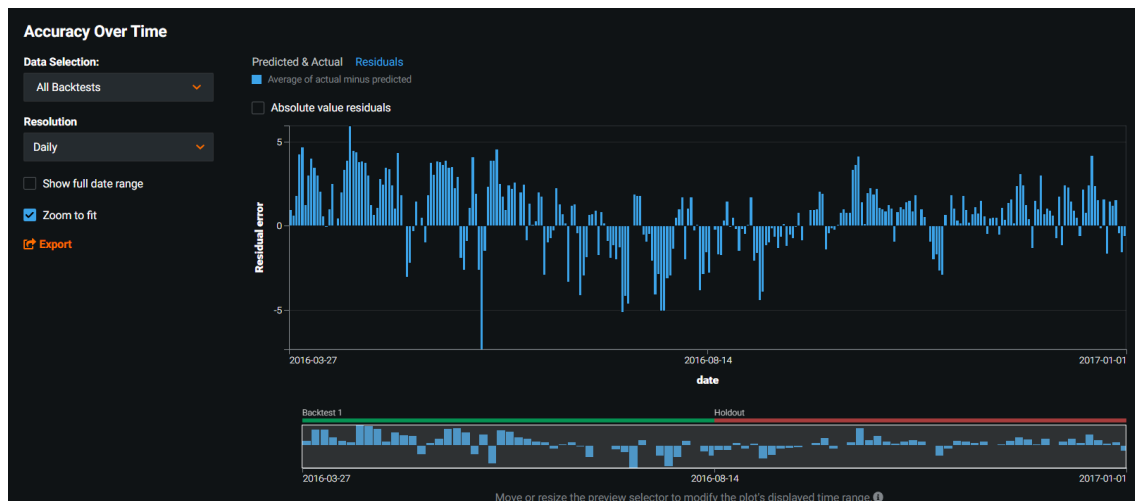 Accuracy Over Time
Data Selection:
All Backtests
Resolution
Daily
Show full date range
Zoom to fit
Export
Predicted & Actual Residuals
Average of actual minus predicted
Absolute value residuals
Residual error
5
0
-5
2016-03-27 2016-08-14 2017-01-01
date
Backtest 1 Holdout
2016-03-27 2016-08-14 2017-01-01
Move or resize the preview selector to modify the plot's displayed time range